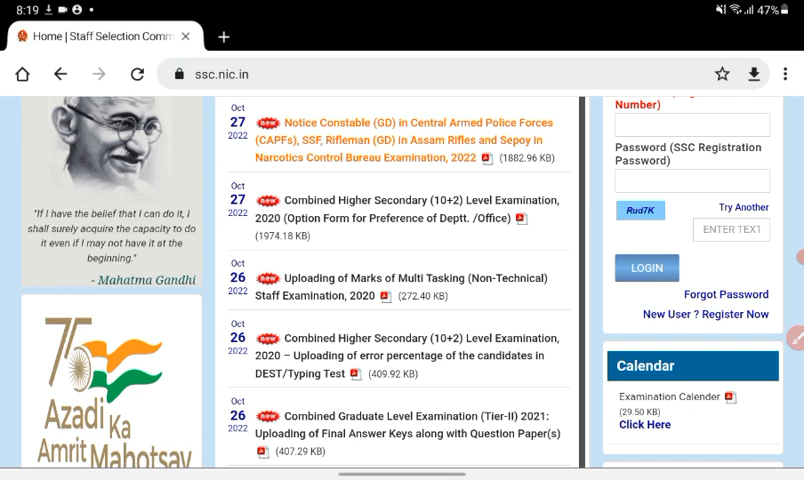 8:19
47%
Home | Staff Selection Comm
ssc.nic.in
"If I have the belief that I can do it, I
shall surely acquire the capacity to do
it even if I may not have it at the
beginning."
- Mahatma Gandhi
75
Azadi Ka
Amrit Mahotsav
Oct
27
2022
new Notice Constable (GD) in Central Armed Police Forces
(CAPFs), SSF, Rifleman (GD) in Assam Rifles and Sepoy in
Narcotics Control Bureau Examination, 2022 (1882.96 KB)
Oct
27
2022
new Combined Higher Secondary (10+2) Level Examination,
2020 (Option Form for Preference of Deptt. /Office)
(1974.18 KB)
Oct
26
2022
new Uploading of Marks of Multi Tasking (Non-Technical)
Staff Examination, 2020 (272.40 KB)
Oct
26
2022
new Combined Higher Secondary (10+2) Level Examination,
2020 – Uploading of error percentage of the candidates in
DEST/Typing Test (409.92 KB)
Oct
26
2022
new Combined Graduate Level Examination (Tier-II) 2021:
Uploading of Final Answer Keys along with Question Paper(s)
(407.29 KB)
Number)
Password (SSC Registration
Password)
Rud7K
Try Another
ENTER TEXT
LOGIN
Forgot Password
New User ? Register Now
Calendar
Examination Calender
(29.50 KB)
Click Here